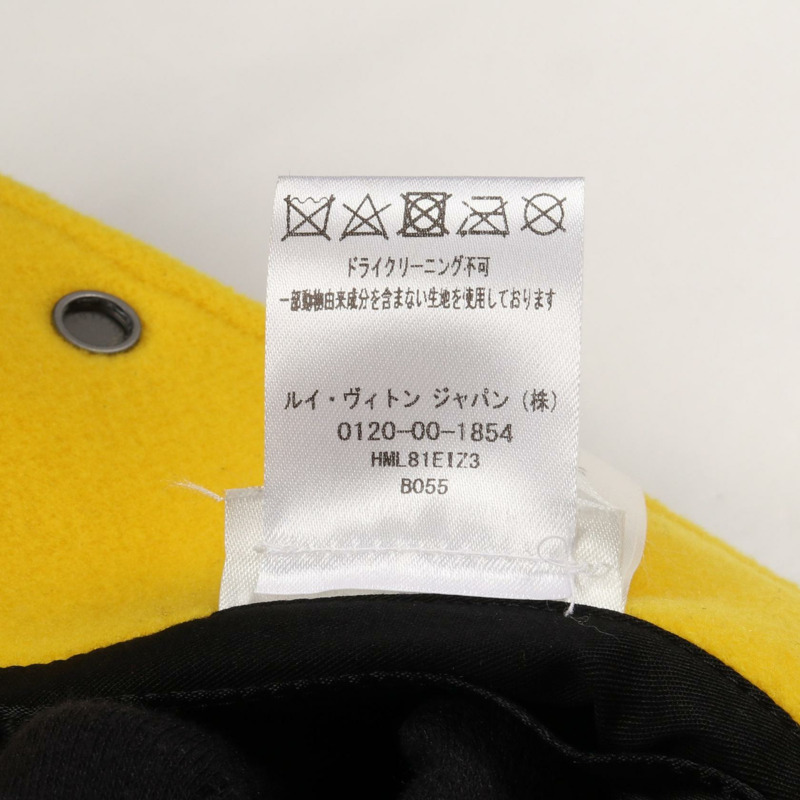 ドライクリーニング不可
一部動物由来成分を含まない生地を使用しております
ルイ・ヴィトン ジャパン (株)
0120-00-1854
HML81EIZ3
B055